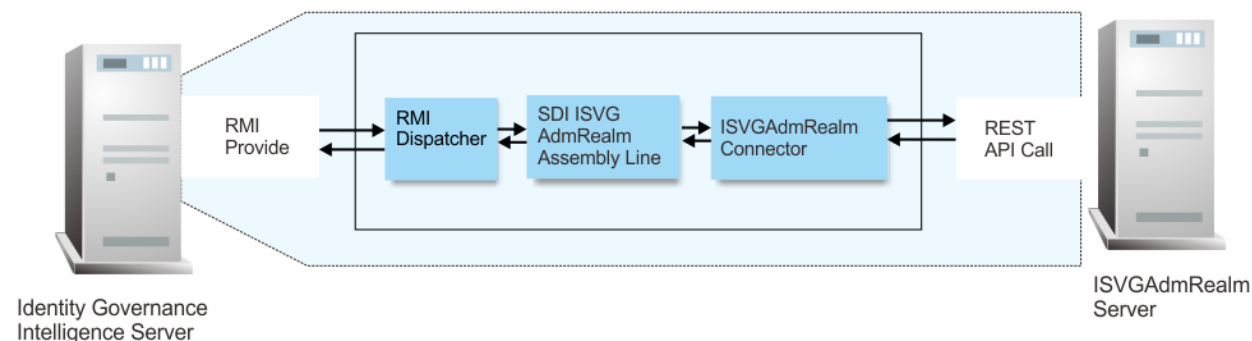 RMI
Provide
RMI
Dispatcher
SDI ISVG
AdmRealm
Assembly Line
ISVGAdmRealm
Connector
REST
API Call
Identity Governance
Intelligence Server
ISVGAdmRealm
Server